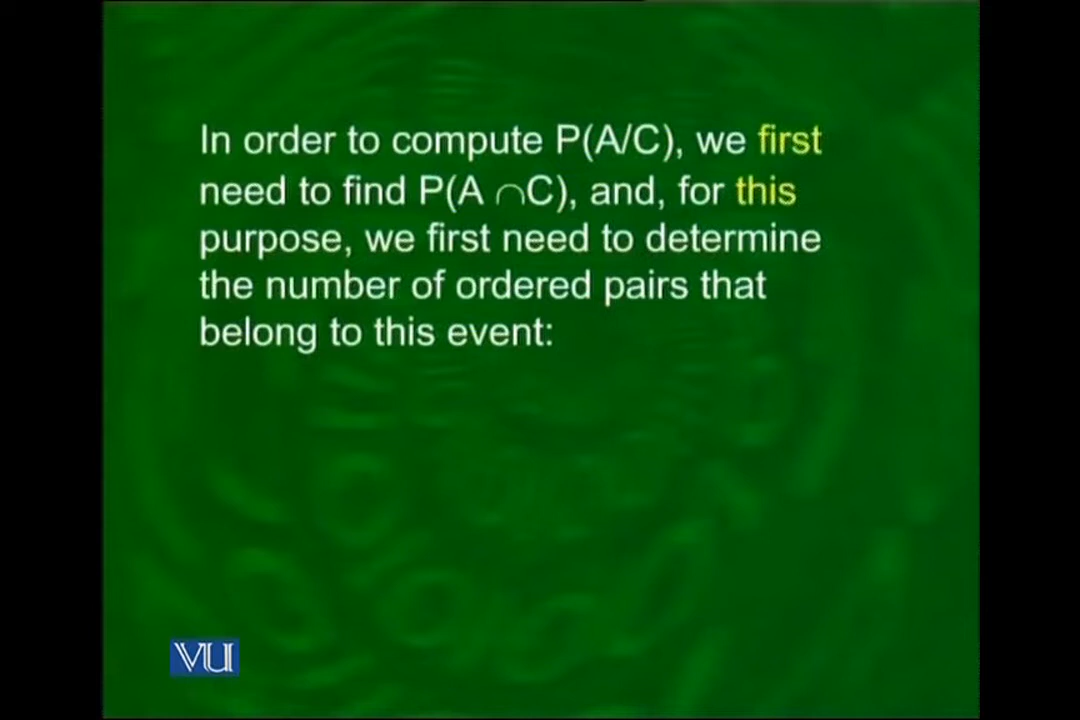 In order to compute P(A/C), we first
need to find P(A ∩C), and, for this
purpose, we first need to determine
the number of ordered pairs that
belong to this event:
VU